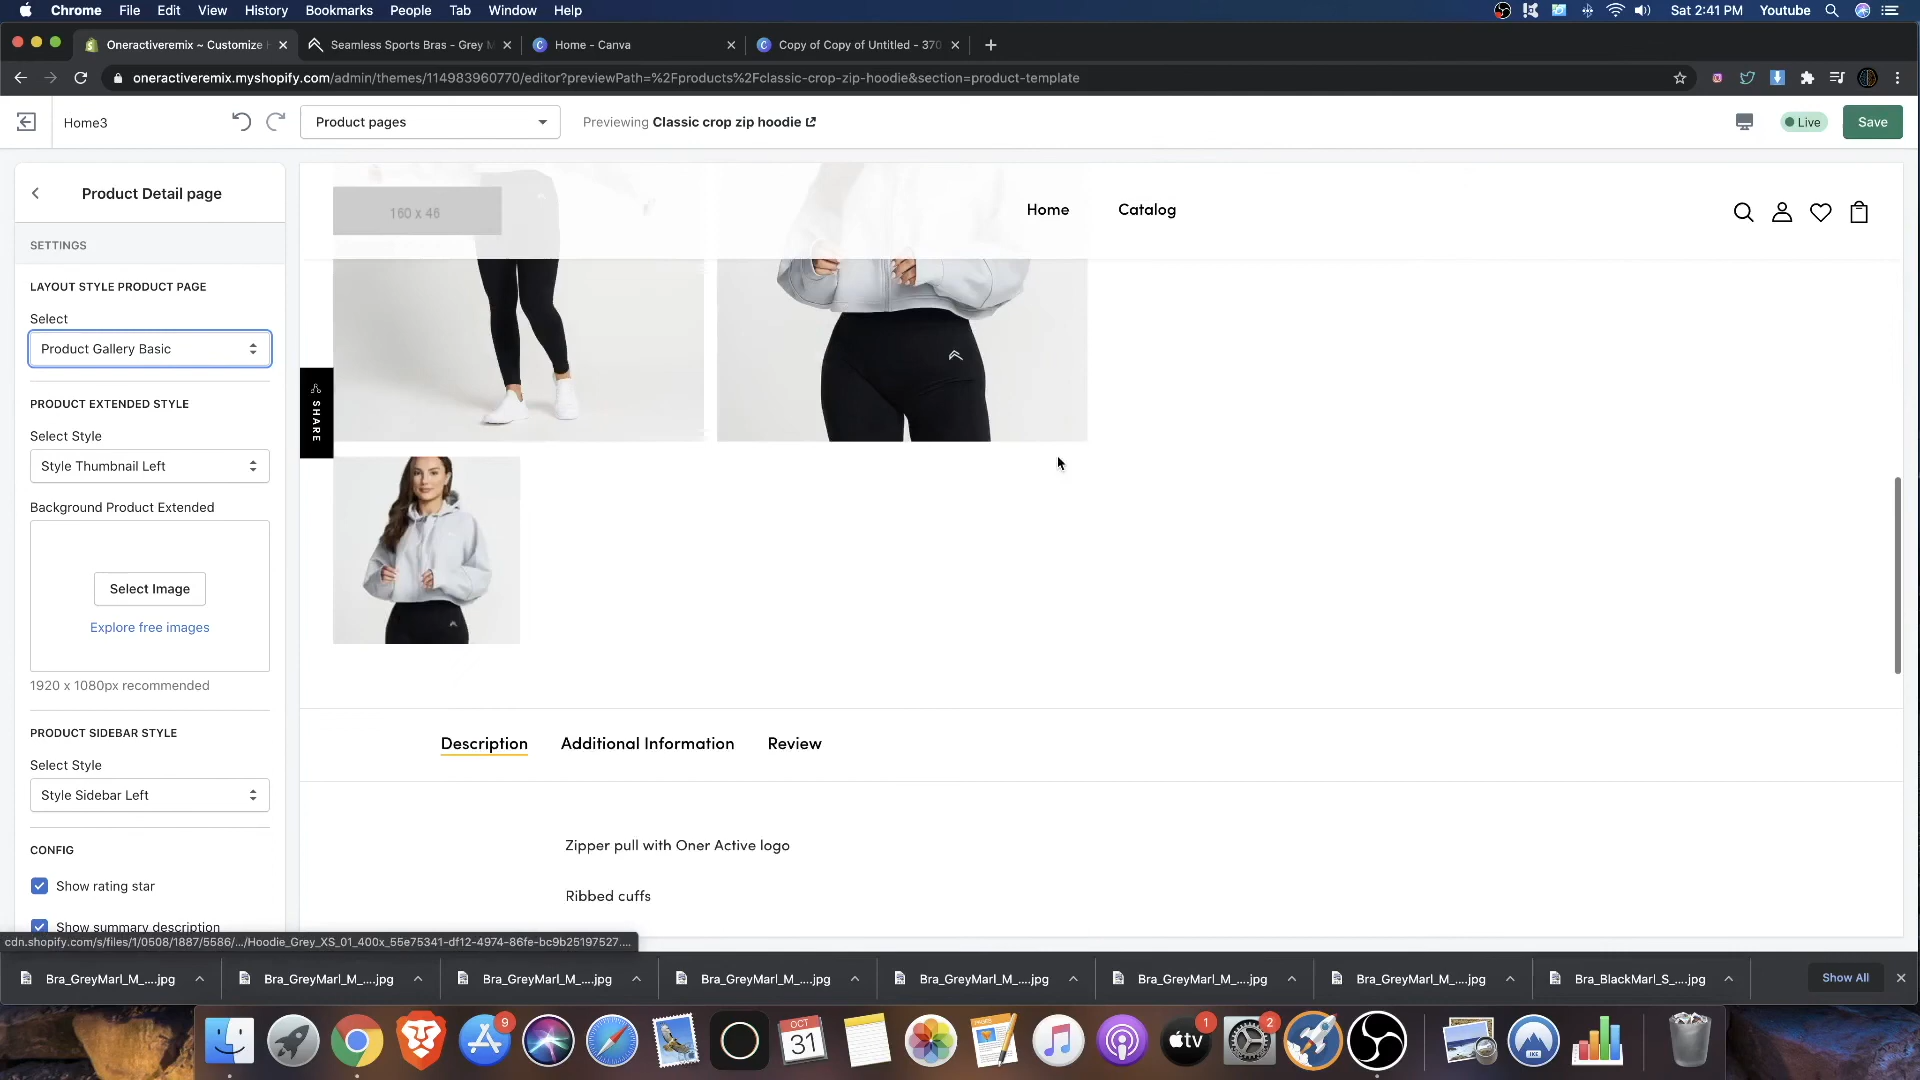 Chrome File Edit View History Bookmarks People Tab Window Help
Sat 2:41 PM Youtube
Oneractiveremix ~ Customize
Seamless Sports Bras - Grey M
Home - Canva
Copy of Copy of Untitled - 370
oneractiveremix.myshopify.com/admin/themes/114983960770/editor?previewPath=%2Fproducts%2Fclassic-crop-zip-hoodie&section=product-template
Home3
Product pages
Previewing Classic crop zip hoodie
Live
Save
Product Detail page
SETTINGS
LAYOUT STYLE PRODUCT PAGE
Select
Product Gallery Basic
PRODUCT EXTENDED STYLE
Select Style
Style Thumbnail Left
Background Product Extended
Select Image
Explore free images
1920 x 1080px recommended
PRODUCT SIDEBAR STYLE
Select Style
Style Sidebar Left
CONFIG
Show rating star
Show summary description
160 x 46
Home
Catalog
SHARE
Description
Additional Information
Review
Zipper pull with Oner Active logo
Ribbed cuffs
cdn.shopify.com/s/files/1/0508/1887/5586/.../Hoodie_Grey_XS_01_400x_55e75341-df12-4974-86fe-bc9b25197527....
Bra_GreyMarl_M_....jpg
Bra_GreyMarl_M_....jpg
Bra_GreyMarl_M_....jpg
Bra_GreyMarl_M_....jpg
Bra_GreyMarl_M_....jpg
Bra_GreyMarl_M_....jpg
Bra_GreyMarl_M_....jpg
Bra_BlackMarl_S_....jpg
Show All
9
OCT
31
tv
1
2
IKE